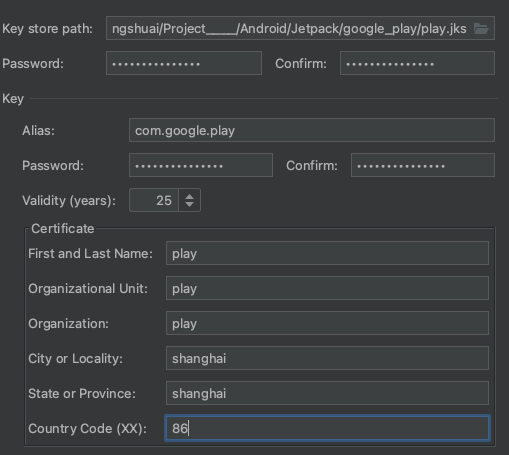 Key store path: ngshuai/Project_____/Android/Jetpack/google_play/play.jks
Password: ••••••••••••••• Confirm: •••••••••••••••
Key
Alias: com.google.play
Password: ••••••••••••••• Confirm: •••••••••••••••
Validity (years): 25
Certificate
First and Last Name: play
Organizational Unit: play
Organization: play
City or Locality: shanghai
State or Province: shanghai
Country Code (XX): 86